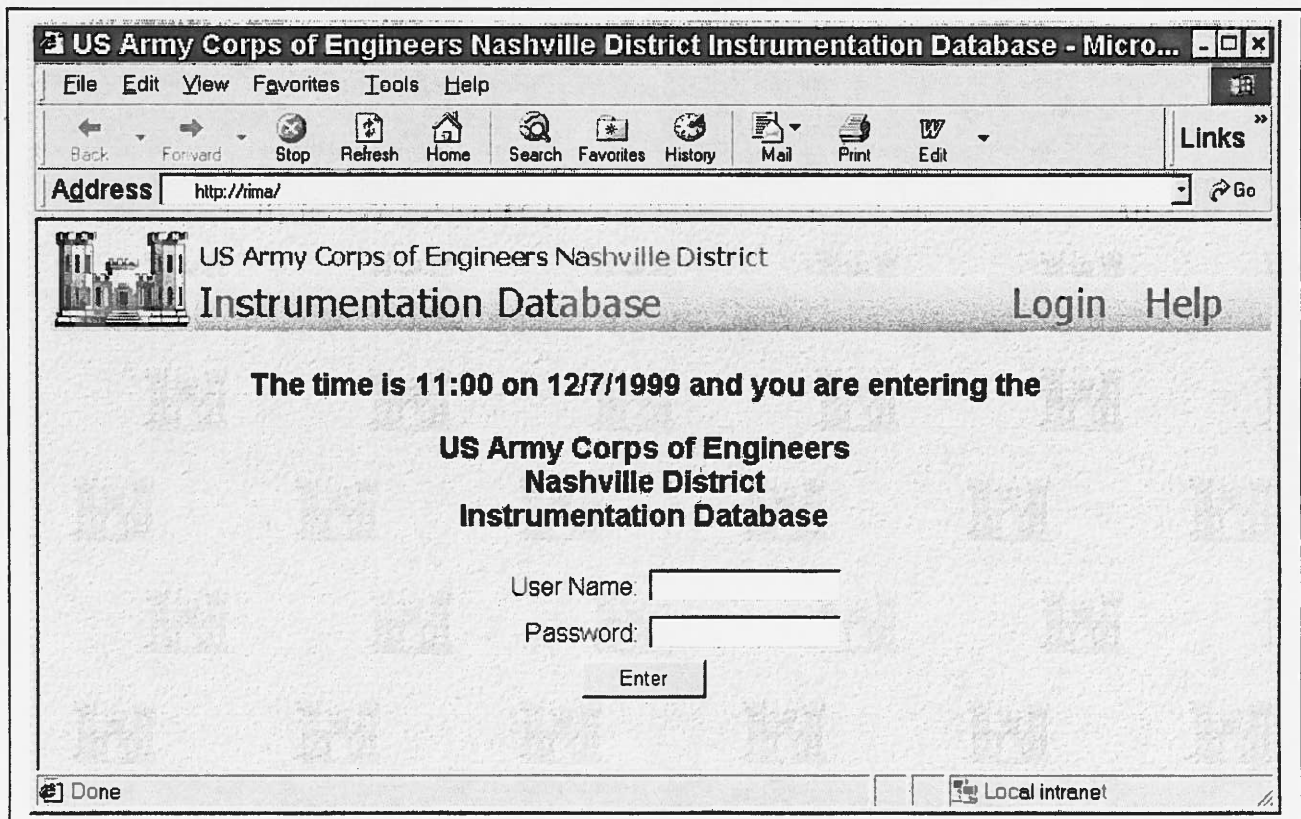 US Army Corps of Engineers Nashville District Instrumentation Database - Micro...
File Edit View Favorites Tools Help
Back Forward Stop Refresh Home Search Favorites History Mail Print Edit Links »
Address http://rima/ Go
US Army Corps of Engineers Nashville District
Instrumentation Database Login Help
The time is 11:00 on 12/7/1999 and you are entering the
US Army Corps of Engineers
Nashville District
Instrumentation Database
User Name:
Password:
Enter
Done Local intranet